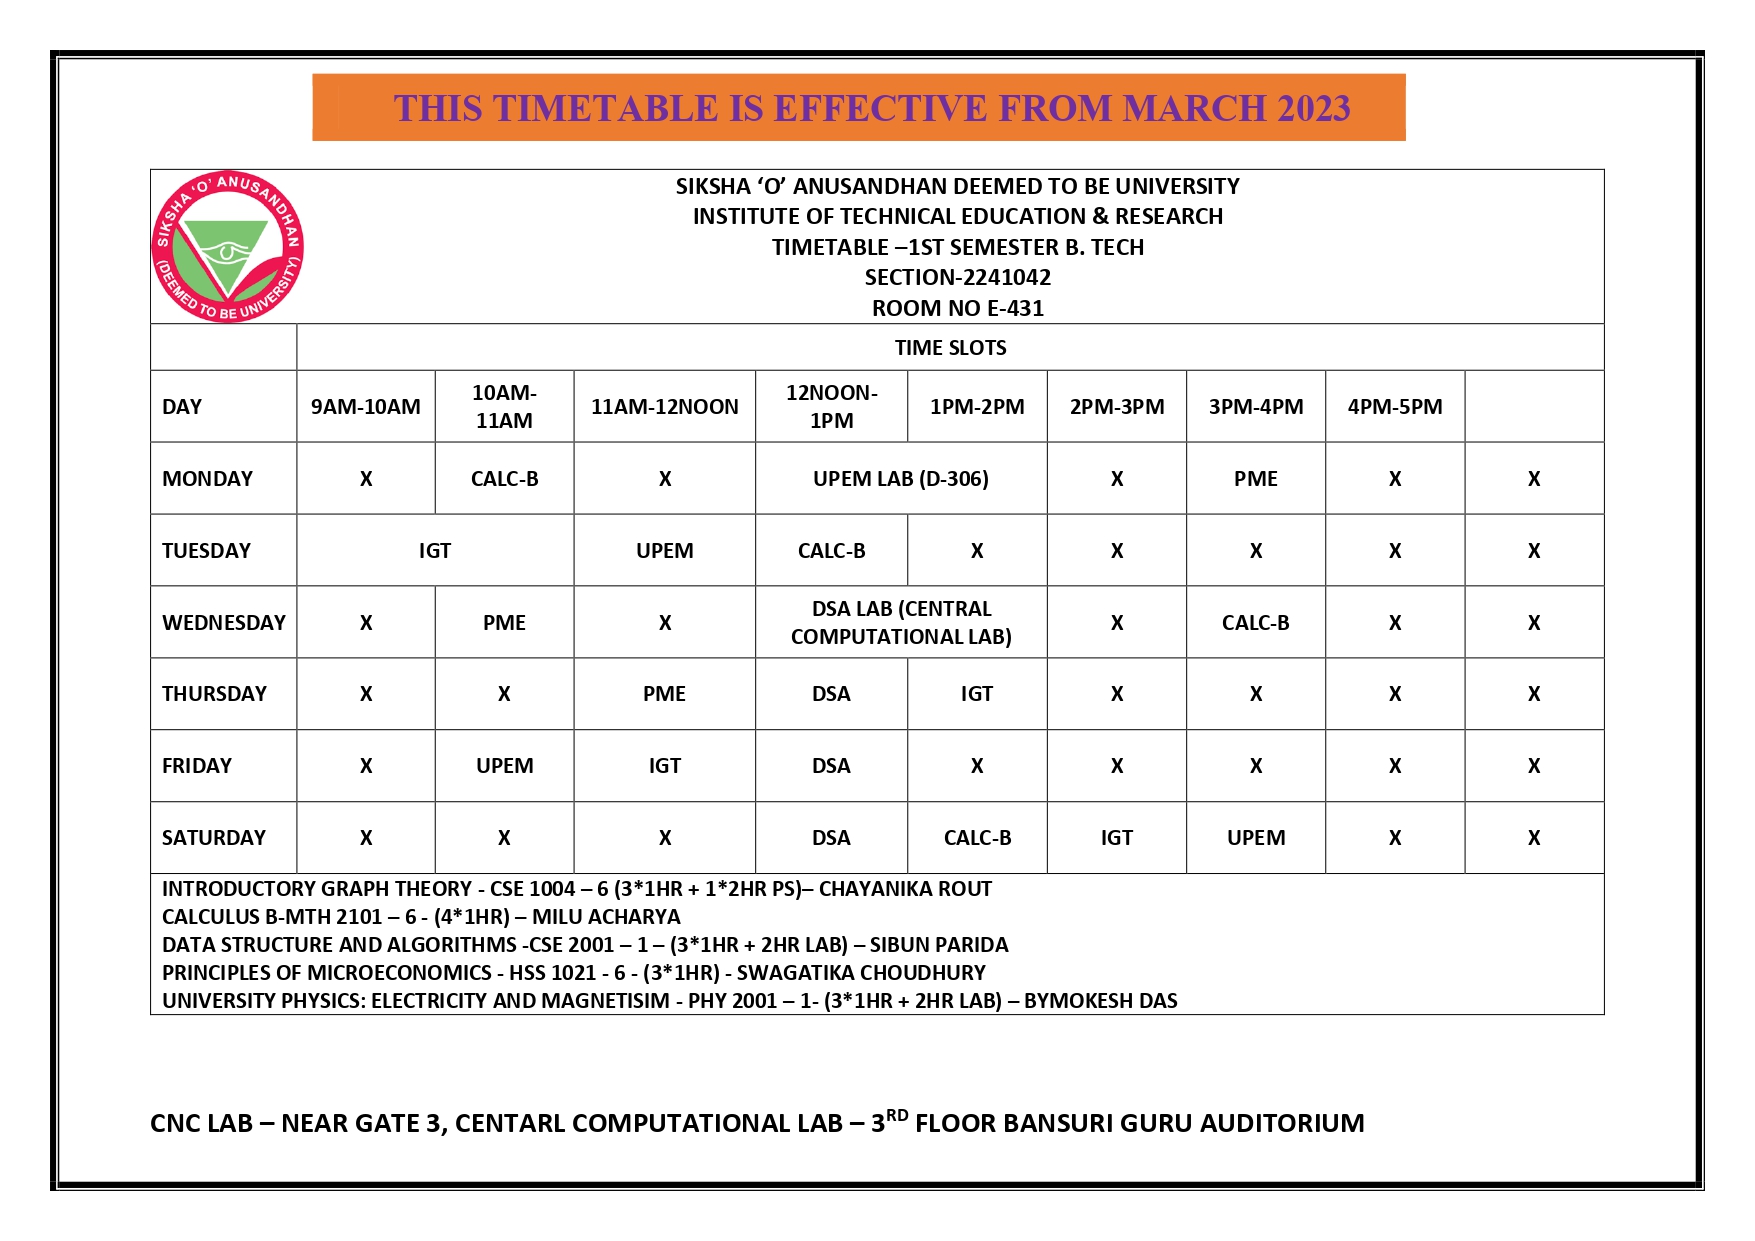 THIS TIMETABLE IS EFFECTIVE FROM MARCH 2023
SIKSHA 'O' ANUSANDHAN
(DEEMED TO BE UNIVERSITY)
SIKSHA ‘O’ ANUSANDHAN DEEMED TO BE UNIVERSITY
INSTITUTE OF TECHNICAL EDUCATION & RESEARCH
TIMETABLE –1ST SEMESTER B. TECH
SECTION-2241042
ROOM NO E-431
TIME SLOTS
DAY 9AM-10AM 10AM-11AM 11AM-12NOON 12NOON-1PM 1PM-2PM 2PM-3PM 3PM-4PM 4PM-5PM
MONDAY X CALC-B X UPEM LAB (D-306) X PME X X
TUESDAY IGT UPEM CALC-B X X X X X
WEDNESDAY X PME X DSA LAB (CENTRAL COMPUTATIONAL LAB) X CALC-B X X
THURSDAY X X PME DSA IGT X X X X
FRIDAY X UPEM IGT DSA X X X X X
SATURDAY X X X DSA CALC-B IGT UPEM X X
INTRODUCTORY GRAPH THEORY - CSE 1004 – 6 (3*1HR + 1*2HR PS)– CHAYANIKA ROUT
CALCULUS B-MTH 2101 – 6 - (4*1HR) – MILU ACHARYA
DATA STRUCTURE AND ALGORITHMS -CSE 2001 – 1 – (3*1HR + 2HR LAB) – SIBUN PARIDA
PRINCIPLES OF MICROECONOMICS - HSS 1021 - 6 - (3*1HR) - SWAGATIKA CHOUDHURY
UNIVERSITY PHYSICS: ELECTRICITY AND MAGNETISIM - PHY 2001 – 1- (3*1HR + 2HR LAB) – BYMOKESH DAS
CNC LAB – NEAR GATE 3, CENTARL COMPUTATIONAL LAB – 3RD FLOOR BANSURI GURU AUDITORIUM